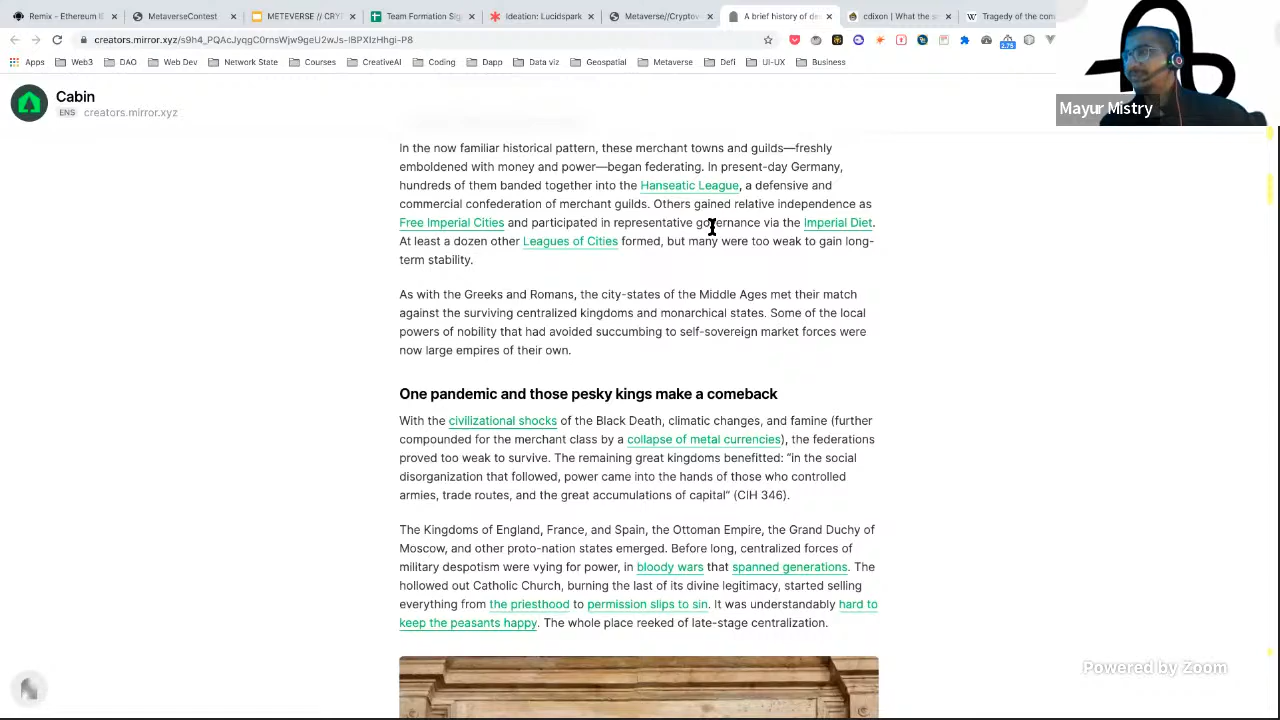 Remix - Ethereum I
MetaverseContest
METEVERSE // CRY
Team Formation Sig
Ideation: Lucidspark
Metaverse//Cryptov
A brief history of de
cdixon | What the s
Tragedy of the con
creators.mirror.xyz/s9h4_PQAcJyqgC0rnsWjw9geU2wJs-IBPXIzHhgi-P8
2.75
Apps
Web3
DAO
Web Dev
Network State
Courses
CreativeAI
Coding
Dapp
Data viz
Geospatial
Metaverse
Defi
UI-UX
Business
Mayur Mistry
Cabin
ENS creators.mirror.xyz
In the now familiar historical pattern, these merchant towns and guilds—freshly
emboldened with money and power—began federating. In present-day Germany,
hundreds of them banded together into the Hanseatic League, a defensive and
commercial confederation of merchant guilds. Others gained relative independence as
Free Imperial Cities and participated in representative governance via the Imperial Diet.
At least a dozen other Leagues of Cities formed, but many were too weak to gain long-
term stability.
As with the Greeks and Romans, the city-states of the Middle Ages met their match
against the surviving centralized kingdoms and monarchical states. Some of the local
powers of nobility that had avoided succumbing to self-sovereign market forces were
now large empires of their own.
One pandemic and those pesky kings make a comeback
With the civilizational shocks of the Black Death, climatic changes, and famine (further
compounded for the merchant class by a collapse of metal currencies), the federations
proved too weak to survive. The remaining great kingdoms benefitted: “in the social
disorganization that followed, power came into the hands of those who controlled
armies, trade routes, and the great accumulations of capital” (CIH 346).
The Kingdoms of England, France, and Spain, the Ottoman Empire, the Grand Duchy of
Moscow, and other proto-nation states emerged. Before long, centralized forces of
military despotism were vying for power, in bloody wars that spanned generations. The
hollowed out Catholic Church, burning the last of its divine legitimacy, started selling
everything from the priesthood to permission slips to sin. It was understandably hard to
keep the peasants happy. The whole place reeked of late-stage centralization.
Powered by Zoom